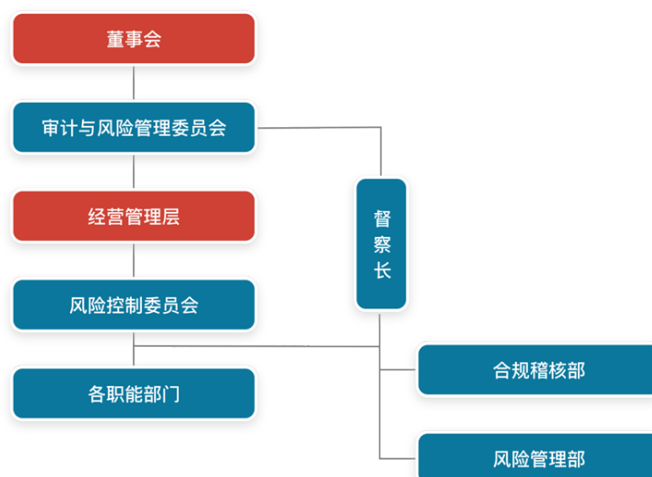 董事会
审计与风险管理委员会
经营管理层
督察长
风险控制委员会
合规稽核部
各职能部门
风险管理部